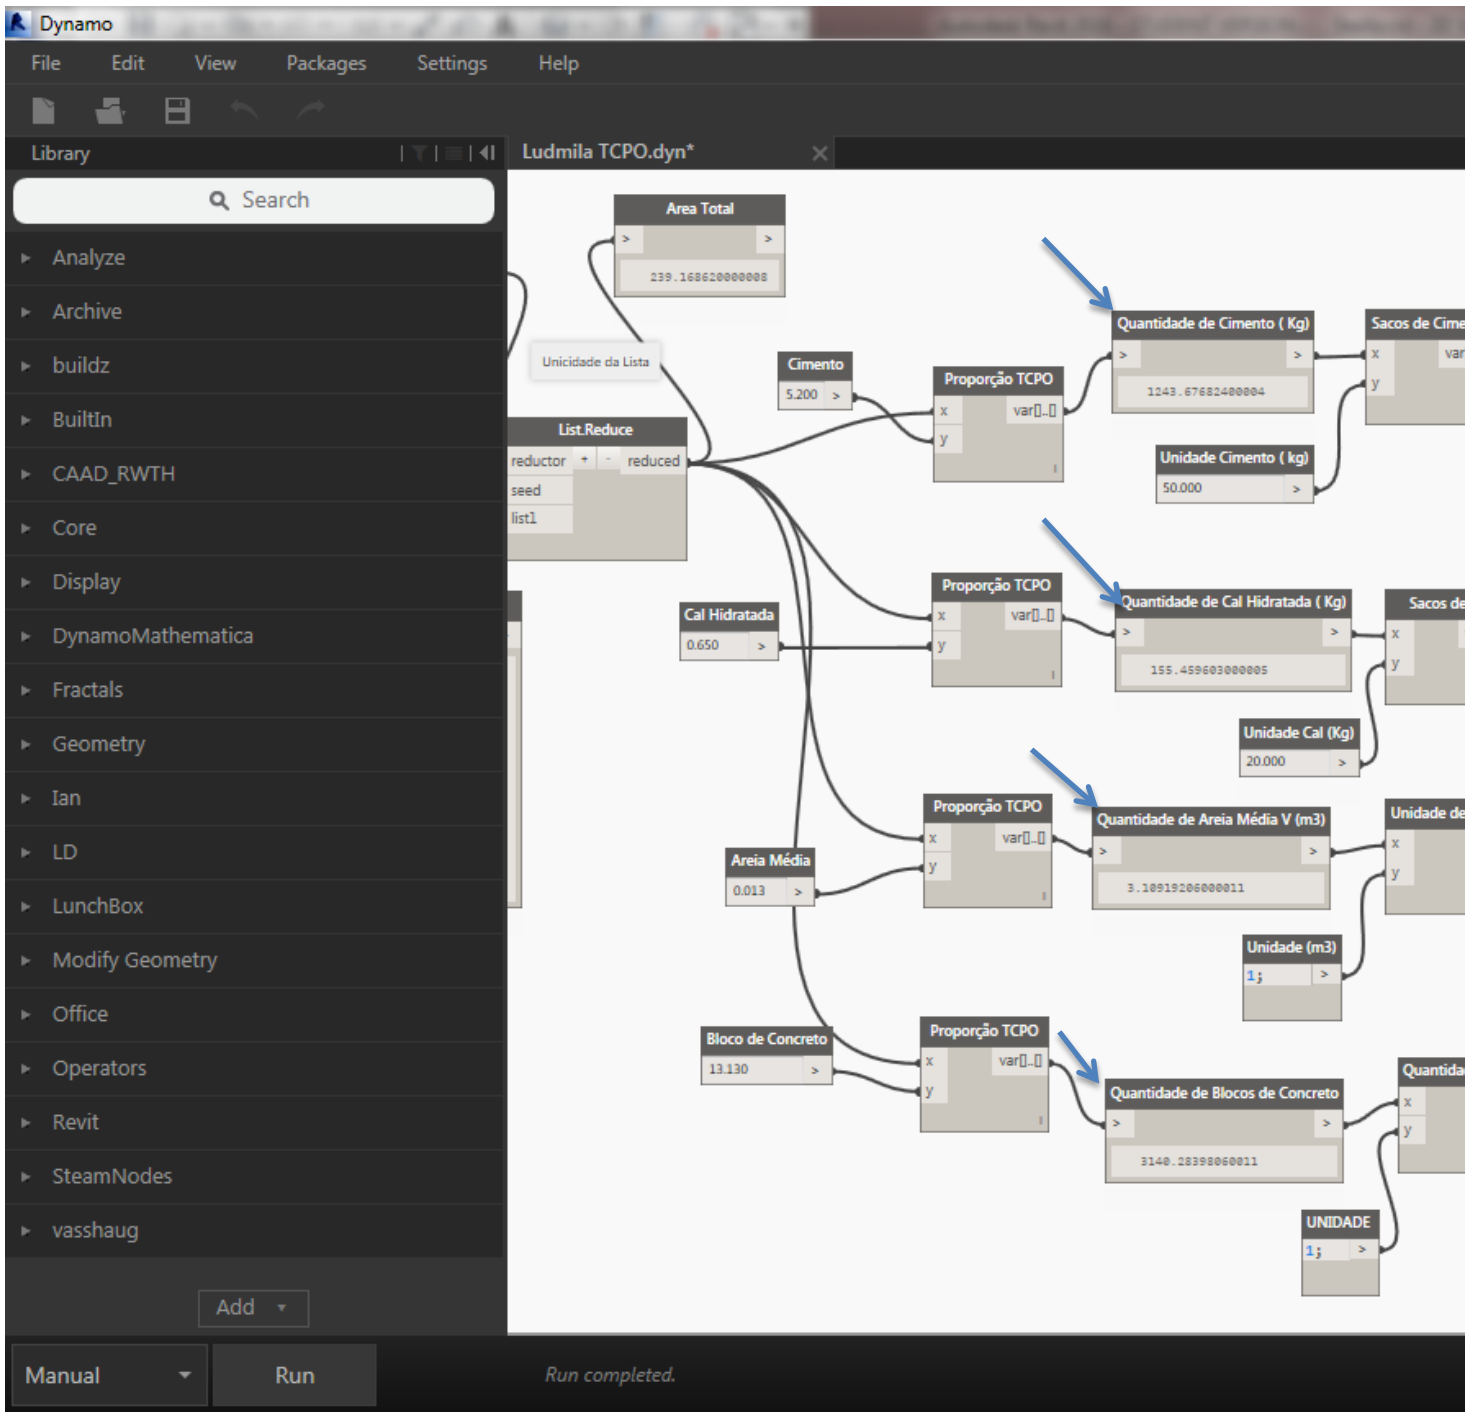 Dynamo
File Edit View Packages Settings Help
Library
Ludmila TCPO.dyn*
Search
Analyze
Archive
buildz
BuiltIn
CAAD_RWTH
Core
Display
DynamoMathematica
Fractals
Geometry
Ian
LD
LunchBox
Modify Geometry
Office
Operators
Revit
SteamNodes
vasshaug
Add
Manual
Run
Run completed.
Area Total
> >
239.168620000008
Unicidade da Lista
List.Reduce
reductor + - reduced
seed
list1
Cimento
5.200 >
Proporção TCPO
x var[]..[]
y
Quantidade de Cimento ( Kg)
> >
1243.67682400004
Sacos de Cime
x var
y
Unidade Cimento ( kg)
50.000 >
Cal Hidratada
0.650 >
Proporção TCPO
x var[]..[]
y
Quantidade de Cal Hidratada ( Kg)
> >
155.459603000005
Sacos de
x
y
Unidade Cal (Kg)
20.000 >
Areia Média
0.013 >
Proporção TCPO
x var[]..[]
y
Quantidade de Areia Média V (m3)
> >
3.10919206000011
Unidade de
x
y
Unidade (m3)
1; >
Bloco de Concreto
13.130 >
Proporção TCPO
x var[]..[]
y
Quantidade de Blocos de Concreto
> >
3140.28398060011
Quantida
x
y
UNIDADE
1; >